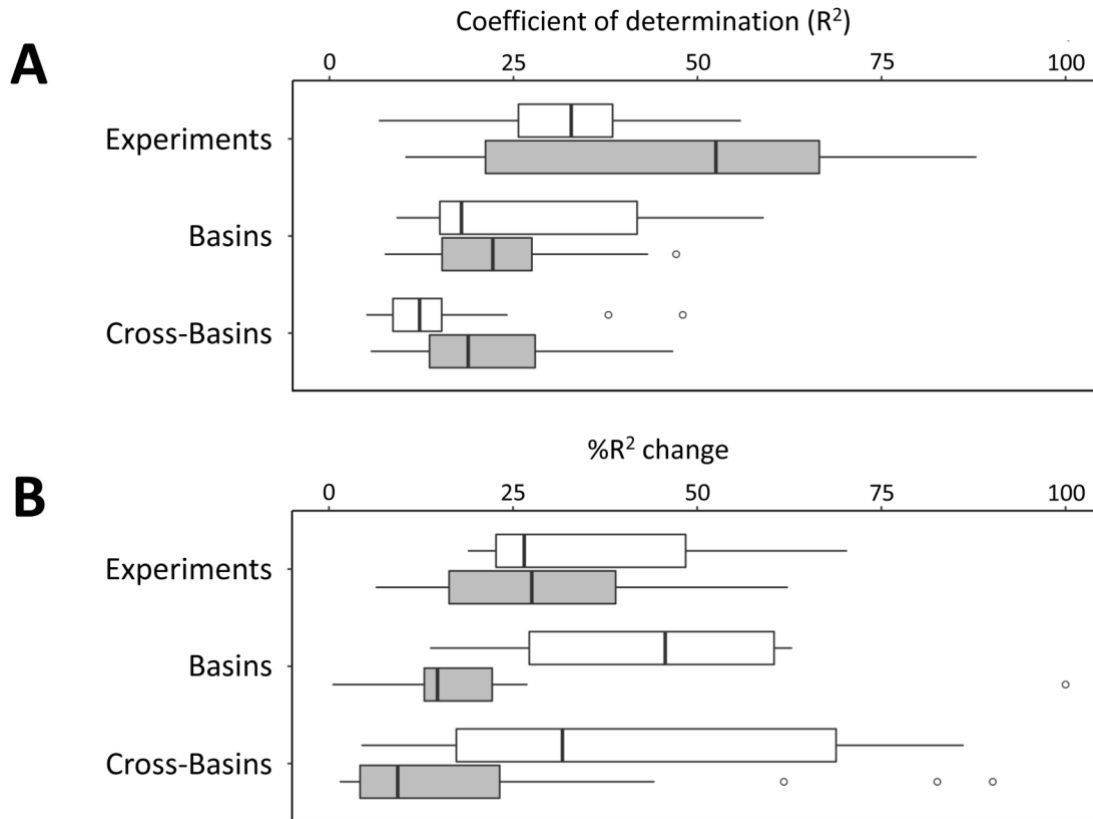 Coefficient of determination (R²)
A
0 25 50 75 100
Experiments
Basins
Cross-Basins
%R² change
B
0 25 50 75 100
Experiments
Basins
Cross-Basins